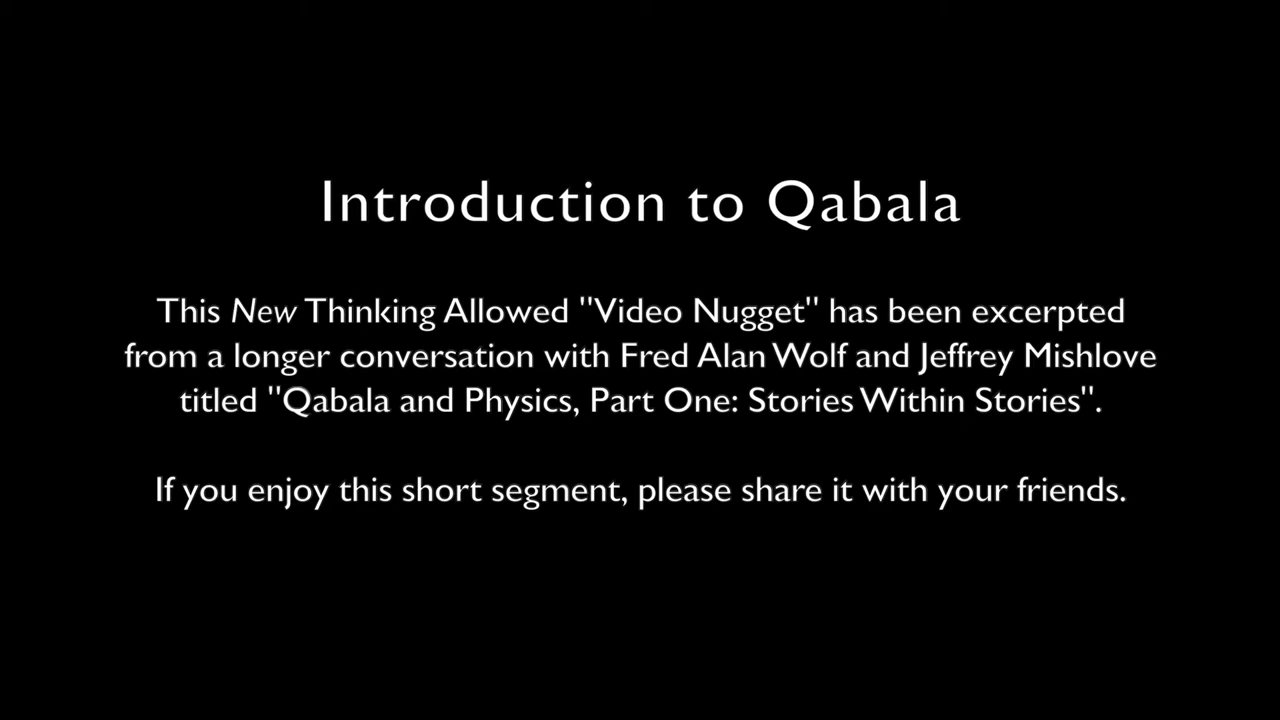 Introduction to Qabala
This New Thinking Allowed "Video Nugget" has been excerpted
from a longer conversation with Fred Alan Wolf and Jeffrey Mishlove
titled "Qabala and Physics, Part One: Stories Within Stories".
If you enjoy this short segment, please share it with your friends.